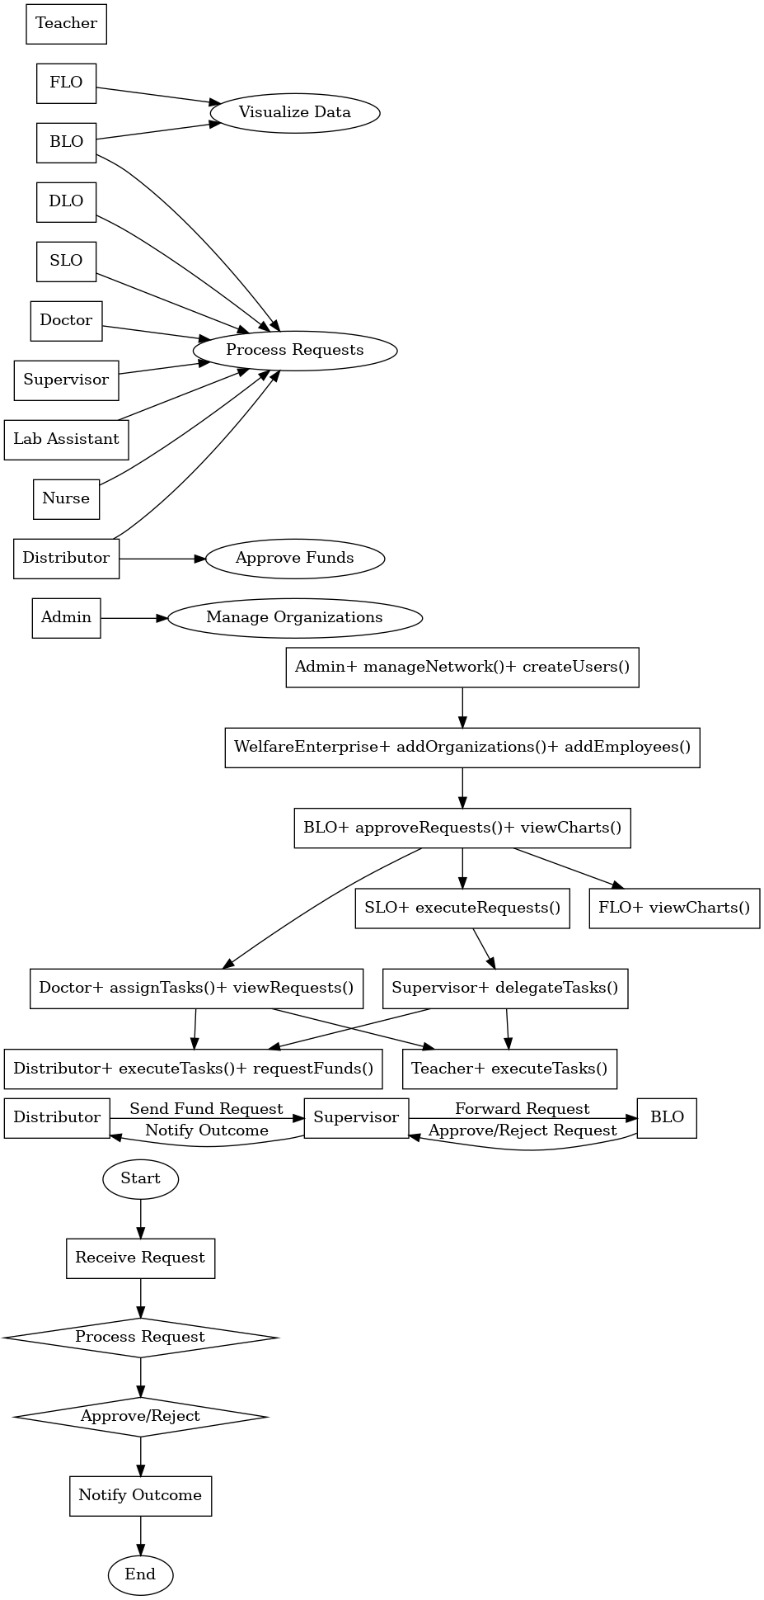 Teacher
FLO
Visualize Data
BLO
DLO
SLO
Doctor
Process Requests
Supervisor
Lab Assistant
Nurse
Distributor
Approve Funds
Admin
Manage Organizations
Admin+ manageNetwork()+ createUsers()
WelfareEnterprise+ addOrganizations()+ addEmployees()
BLO+ approveRequests()+ viewCharts()
SLO+ executeRequests()
FLO+ viewCharts()
Doctor+ assignTasks()+ viewRequests()
Supervisor+ delegateTasks()
Distributor+ executeTasks()+ requestFunds()
Teacher+ executeTasks()
Distributor
Send Fund Request
Notify Outcome
Supervisor
Forward Request
Approve/Reject Request
BLO
Start
Receive Request
Process Request
Approve/Reject
Notify Outcome
End